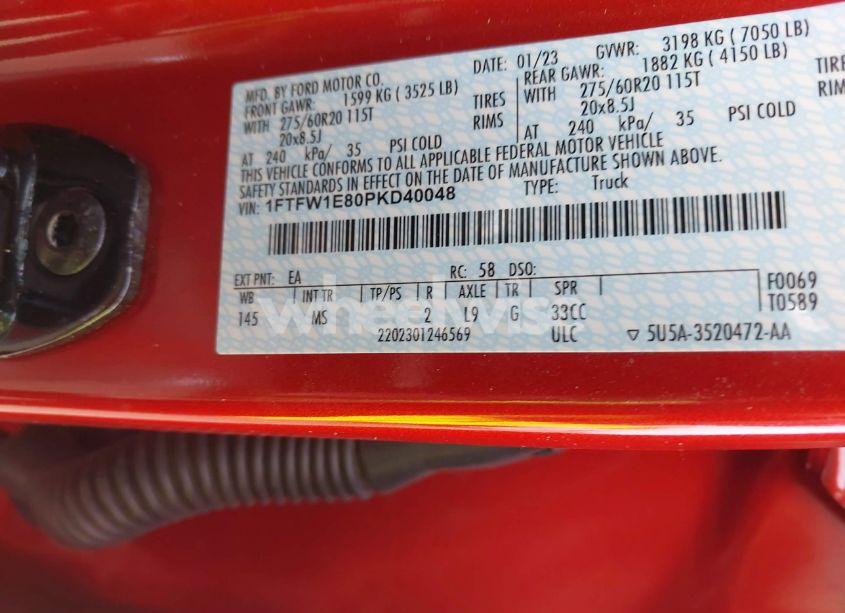 MFD. BY FORD MOTOR CO.
DATE: 01/23 GVWR: 3198 KG ( 7050 LB)
FRONT GAWR: 1599 KG ( 3525 LB) REAR GAWR: 1882 KG ( 4150 LB)
WITH 275/60R20 115T TIRES WITH 275/60R20 115T TIRE
20x8.5J RIMS 20x8.5J RIMS
AT 240 kPa/ 35 PSI COLD AT 240 kPa/ 35 PSI COLD
THIS VEHICLE CONFORMS TO ALL APPLICABLE FEDERAL MOTOR VEHICLE
SAFETY STANDARDS IN EFFECT ON THE DATE OF MANUFACTURE SHOWN ABOVE.
VIN: 1FTFW1E80PKD40048 TYPE: Truck
EXT PNT: EA RC: 58 DSO: F0069
WB INT TR TP/PS R AXLE TR SPR T0589
145 MS 2 L9 G 33CC
2202301246569 ULC ▽ 5U5A-3520472-AA